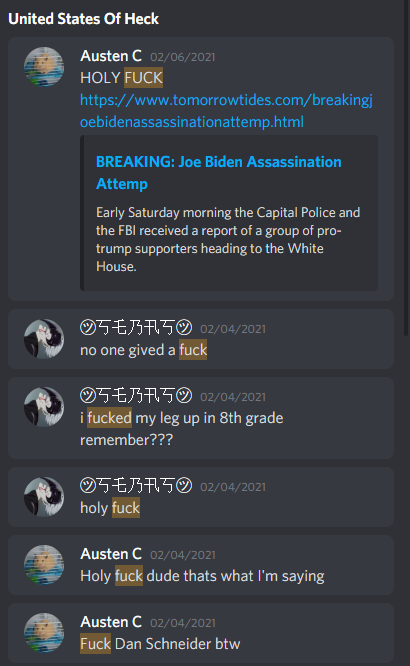 United States Of Heck
Austen C 02/06/2021
HOLY FUCK
https://www.tomorrowtides.com/breakingj
oebidenassassinationattemp.html
BREAKING: Joe Biden Assassination
Attemp
Early Saturday morning the Capital Police and
the FBI received a report of a group of pro-
trump supporters heading to the White
House.
㋡丂乇乃卂丂㋡ 02/04/2021
no one gived a fuck
㋡丂乇乃卂丂㋡ 02/04/2021
i fucked my leg up in 8th grade
remember???
㋡丂乇乃卂丂㋡ 02/04/2021
holy fuck
Austen C 02/04/2021
Holy fuck dude thats what I'm saying
Austen C 02/04/2021
Fuck Dan Schneider btw